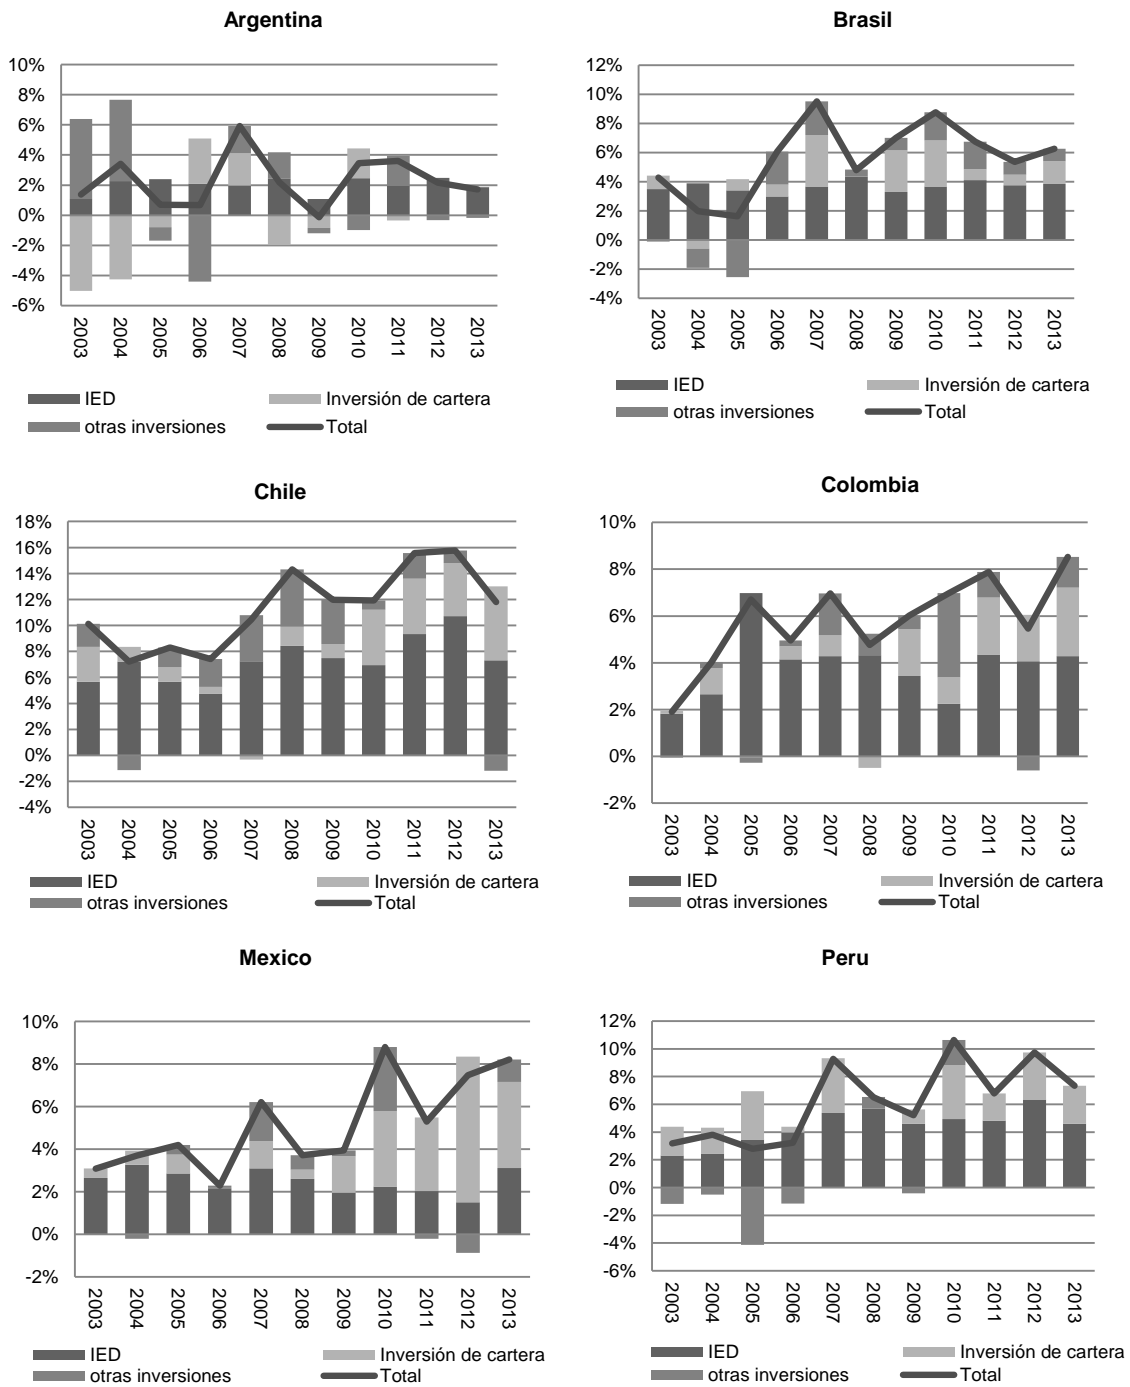 Argentina
10%
8%
6%
4%
2%
0%
-2%
-4%
-6%
2003 2004 2005 2006 2007 2008 2009 2010 2011 2012 2013
IED Inversión de cartera
otras inversiones Total
Brasil
12%
10%
8%
6%
4%
2%
0%
-2%
-4%
2003 2004 2005 2006 2007 2008 2009 2010 2011 2012 2013
IED Inversión de cartera
otras inversiones Total
Chile
18%
16%
14%
12%
10%
8%
6%
4%
2%
0%
-2%
-4%
2003 2004 2005 2006 2007 2008 2009 2010 2011 2012 2013
IED Inversión de cartera
otras inversiones Total
Colombia
10%
8%
6%
4%
2%
0%
-2%
2003 2004 2005 2006 2007 2008 2009 2010 2011 2012 2013
IED Inversión de cartera
otras inversiones Total
Mexico
10%
8%
6%
4%
2%
0%
-2%
2003 2004 2005 2006 2007 2008 2009 2010 2011 2012 2013
IED Inversión de cartera
otras inversiones Total
Peru
12%
10%
8%
6%
4%
2%
0%
-2%
-4%
-6%
2003 2004 2005 2006 2007 2008 2009 2010 2011 2012 2013
IED Inversión de cartera
otras inversiones Total